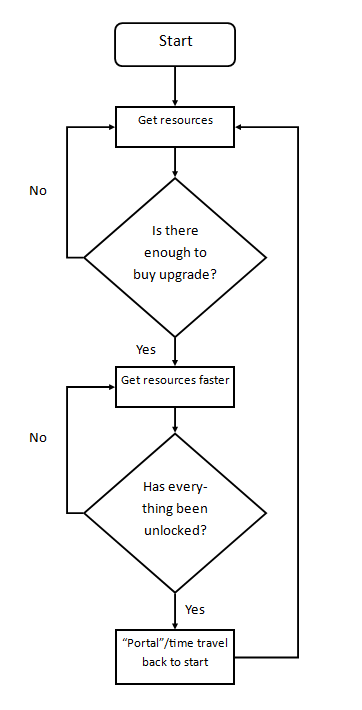 Start
Get resources
No
Is there
enough to
buy upgrade?
Yes
Get resources faster
No
Has every-
thing been
unlocked?
Yes
“Portal”/time travel
back to start